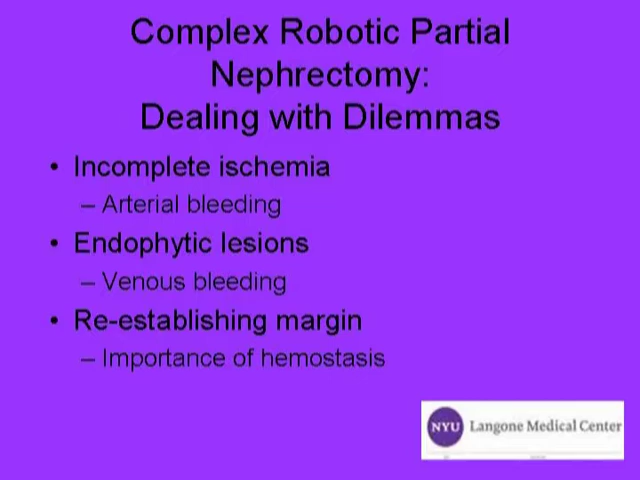 Complex Robotic Partial
Nephrectomy:
Dealing with Dilemmas
• Incomplete ischemia
– Arterial bleeding
• Endophytic lesions
– Venous bleeding
• Re-establishing margin
– Importance of hemostasis
NYU Langone Medical Center